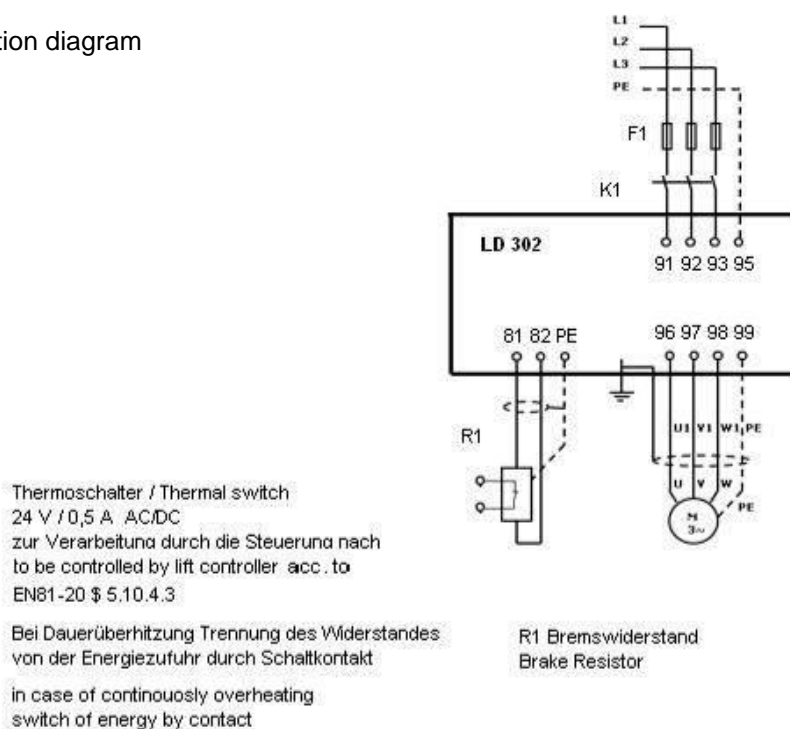 tion diagram
L1
L2
L3
PE
F1
K1
LD 302
91 92 93 95
81 82 PE
96 97 98 99
R1
U1 V1 W1 PE
U V W
PE
M
3~
Thermoschalter / Thermal switch
24 V / 0,5 A AC/DC
zur Verarbeitung durch die Steuerung nach
to be controlled by lift controller acc. to
EN81-20 $ 5.10.4.3
Bei Dauerüberhitzung Trennung des Widerstandes
von der Energiezufuhr durch Schaltkontakt
in case of continouosly overheating
switch of energy by contact
R1 Bremswiderstand
Brake Resistor